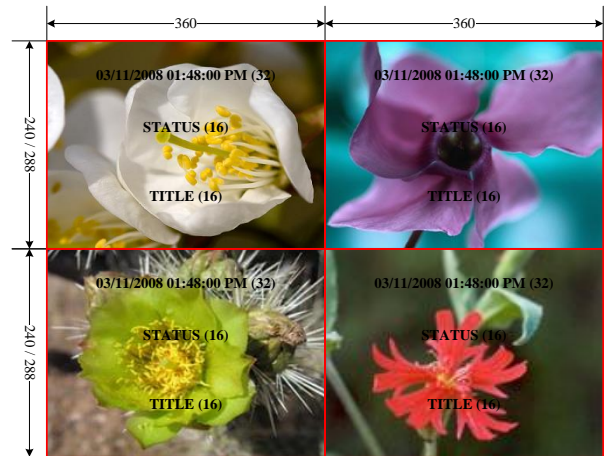 360 360
03/11/2008 01:48:00 PM (32) 03/11/2008 01:48:00 PM (32)
STATUS (16) STATUS (16)
240 / 288
TITLE (16) TITLE (16)
03/11/2008 01:48:00 PM (32) 03/11/2008 01:48:00 PM (32)
STATUS (16) STATUS (16)
240 / 288
TITLE (16) TITLE (16)